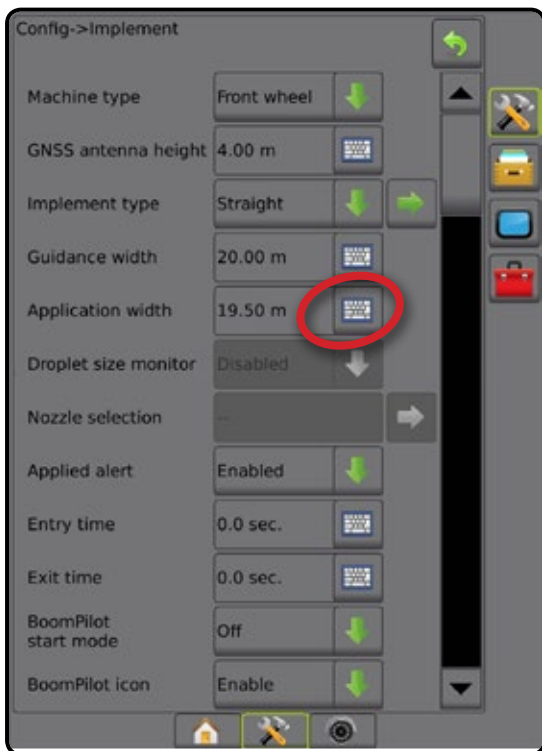 Config->Implement
Machine type Front wheel
GNSS antenna height 4.00 m
Implement type Straight
Guidance width 20.00 m
Application width 19.50 m
Droplet size monitor Disabled
Nozzle selection --
Applied alert Enabled
Entry time 0.0 sec.
Exit time 0.0 sec.
BoomPilot
start mode Off
BoomPilot icon Enable